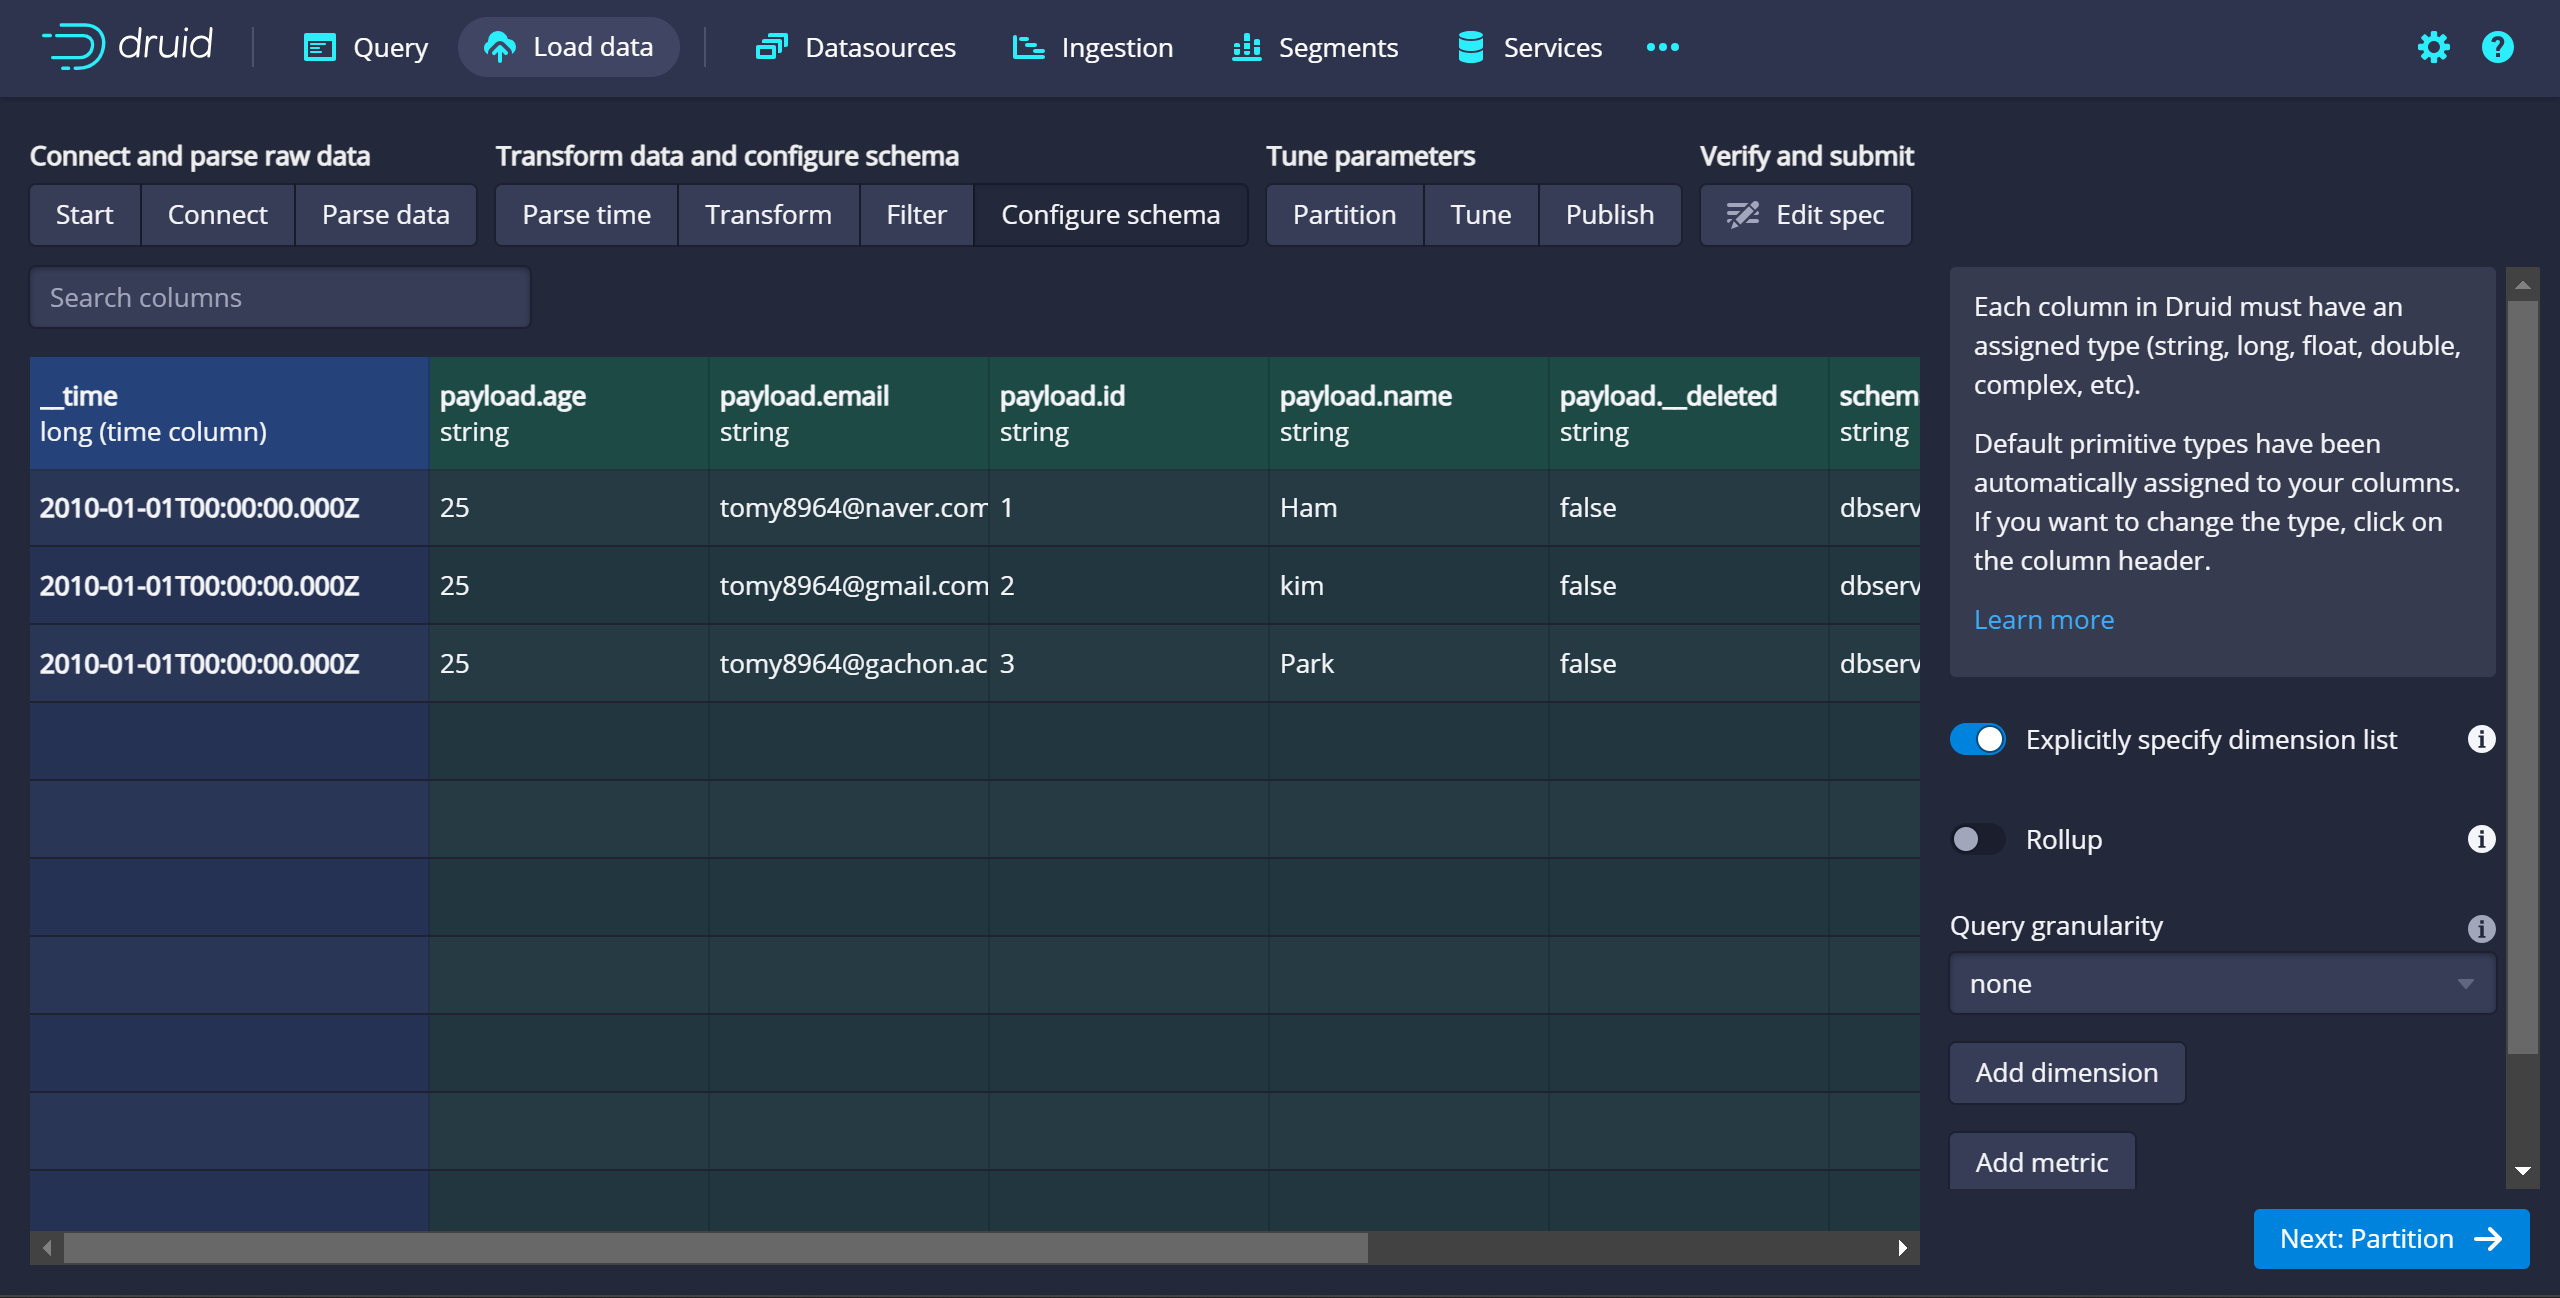 druid
Query
Load data
Datasources
Ingestion
Segments
Services
Connect and parse raw data
Transform data and configure schema
Tune parameters
Verify and submit
Start
Connect
Parse data
Parse time
Transform
Filter
Configure schema
Partition
Tune
Publish
Edit spec
Search columns
__time
long (time column)
payload.age
string
payload.email
string
payload.id
string
payload.name
string
payload.__deleted
string
schema
string
2010-01-01T00:00:00.000Z 25 tomy8964@naver.com 1 Ham false dbserv
2010-01-01T00:00:00.000Z 25 tomy8964@gmail.com 2 kim false dbserv
2010-01-01T00:00:00.000Z 25 tomy8964@gachon.ac 3 Park false dbserv
Each column in Druid must have an
assigned type (string, long, float, double,
complex, etc).
Default primitive types have been
automatically assigned to your columns.
If you want to change the type, click on
the column header.
Learn more
Explicitly specify dimension list
Rollup
Query granularity
none
Add dimension
Add metric
Next: Partition